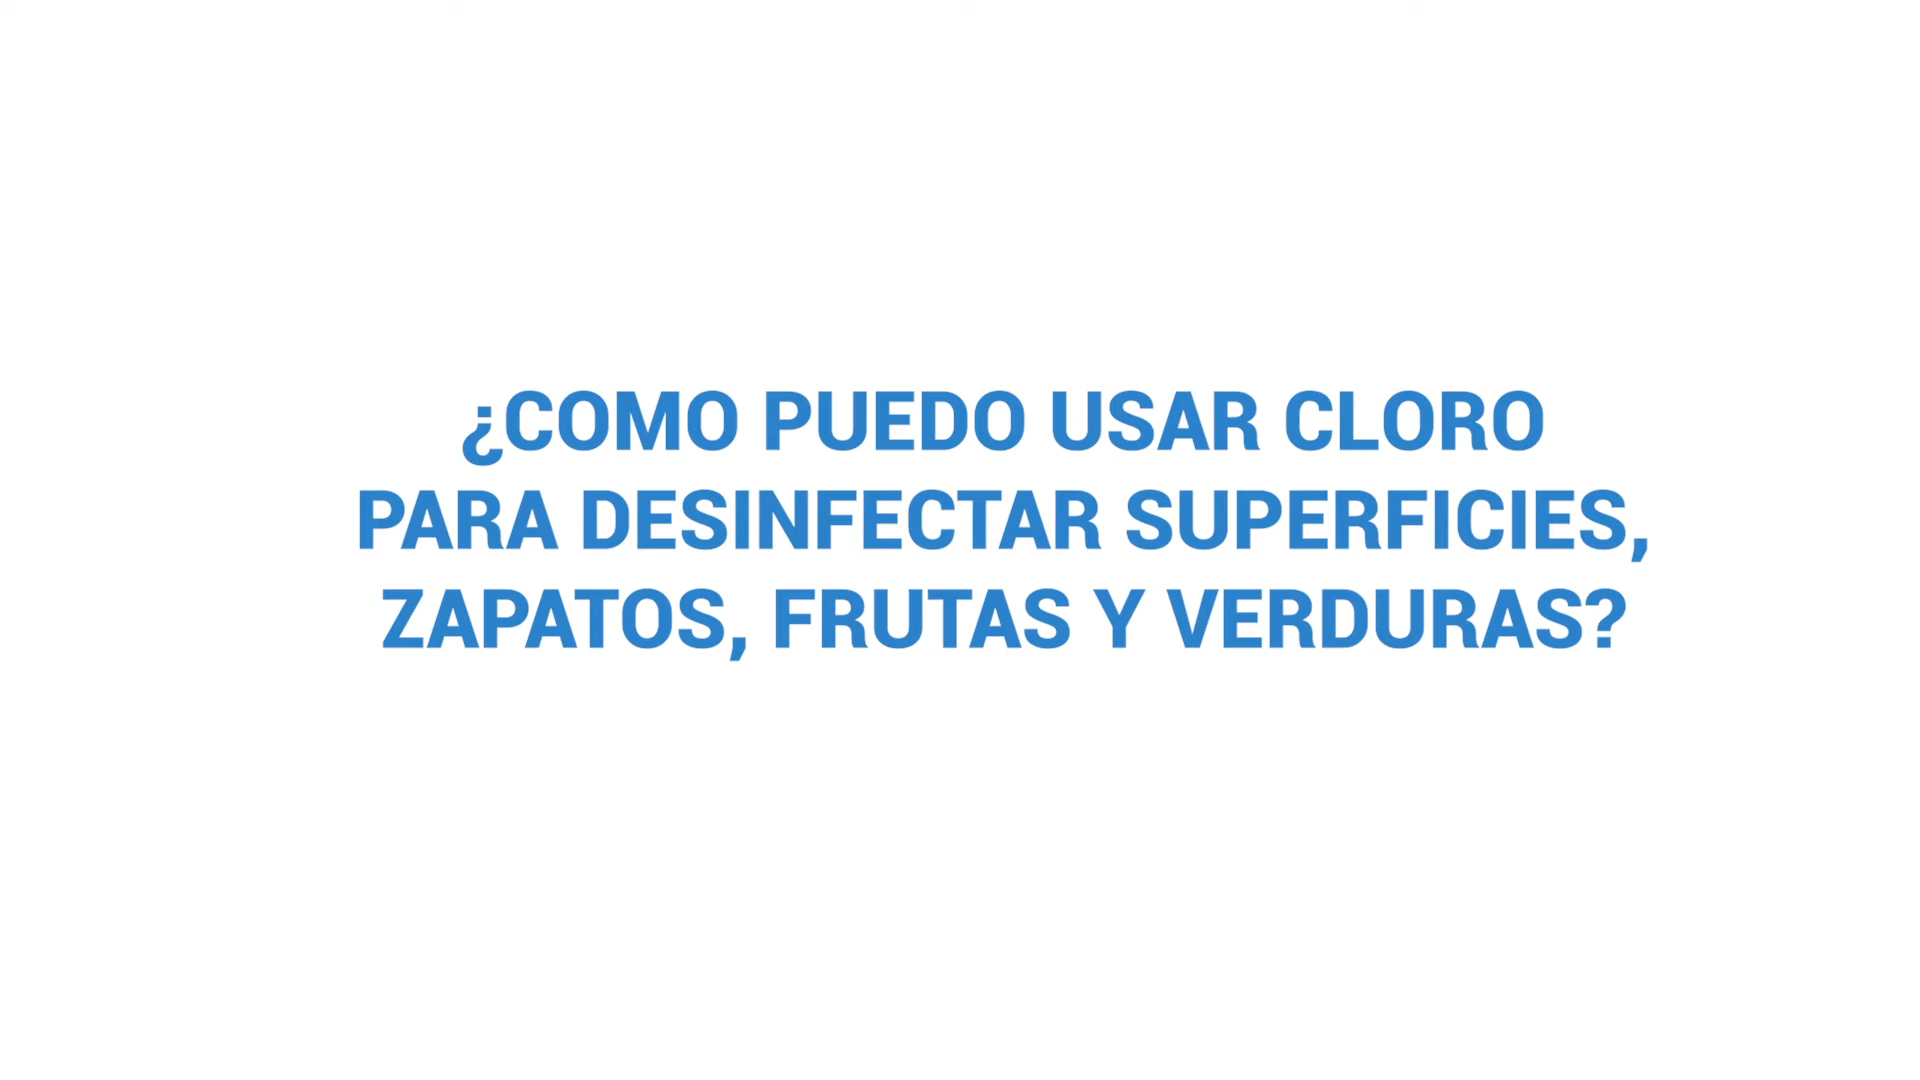 ¿COMO PUEDO USAR CLORO
PARA DESINFECTAR SUPERFICIES,
ZAPATOS, FRUTAS Y VERDURAS?